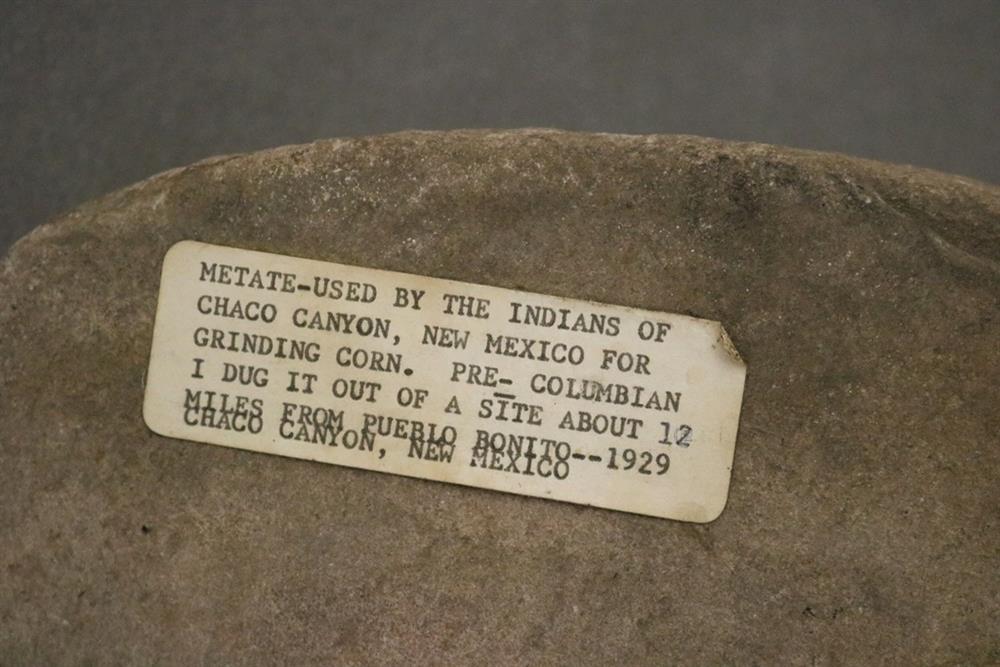 METATE-USED BY THE INDIANS OF
CHACO CANYON, NEW MEXICO FOR
GRINDING CORN. PRE- COLUMBIAN
I DUG IT OUT OF A SITE ABOUT 12
MILES FROM PUEBLO BONITO--1929
CHACO CANYON, NEW MEXICO